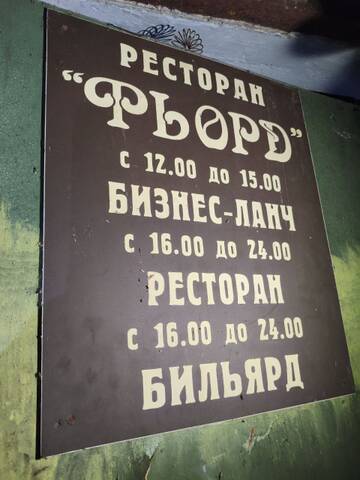 РЕСТОРАН
“ФЬОРД”
С 12.00 ДО 15.00
БИЗНЕС-ЛАНЧ
С 16.00 ДО 24.00
РЕСТОРАН
С 16.00 ДО 24.00
БИЛЬЯРД